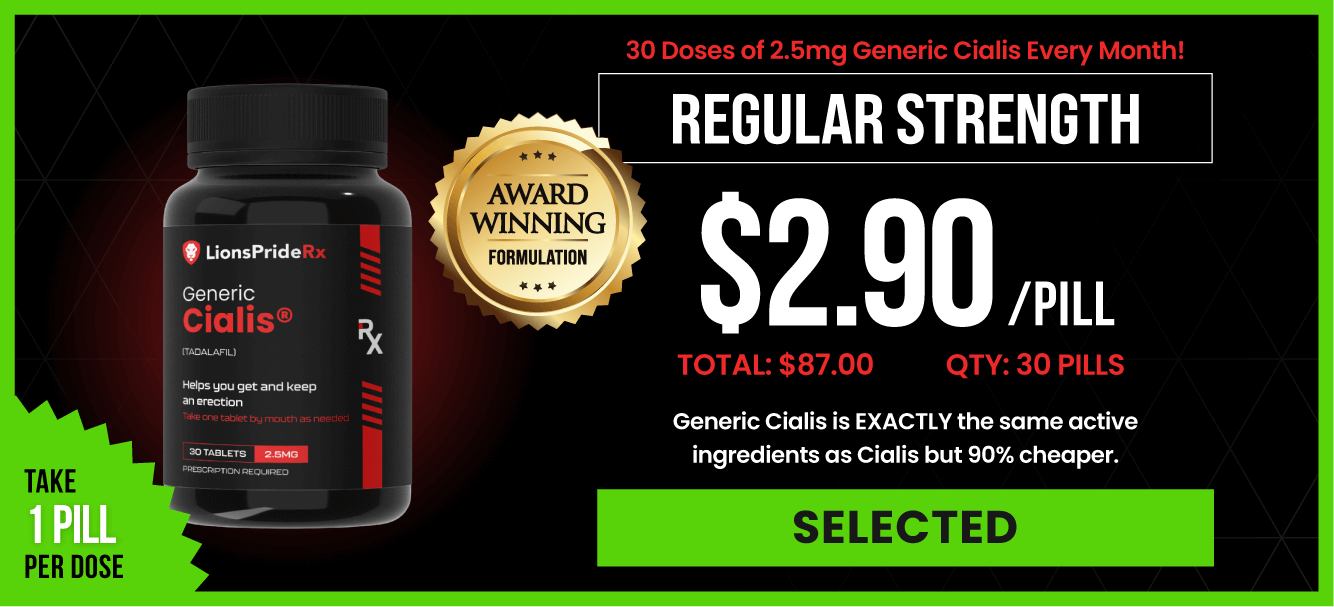 30 Doses of 2.5mg Generic Cialis Every Month!
REGULAR STRENGTH
AWARD
WINNING
FORMULATION
$2.90 /PILL
TOTAL: $87.00 QTY: 30 PILLS
Generic Cialis is EXACTLY the same active
ingredients as Cialis but 90% cheaper.
SELECTED
LionsPrideRx
Generic
Cialis®
(TADALAFIL)
Rx
Helps you get and keep
an erection
Take one tablet by mouth as needed
30 TABLETS 2.5MG
PRESCRIPTION REQUIRED
TAKE
1 PILL
PER DOSE